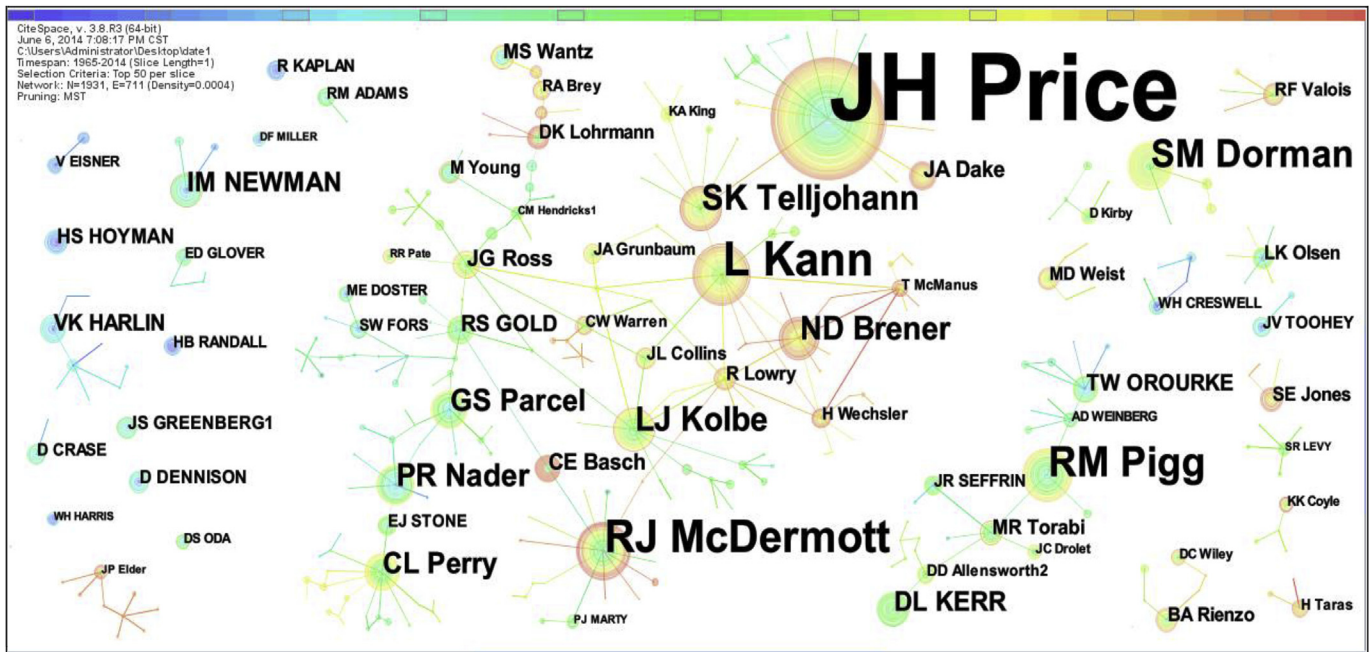 CiteSpace, v. 3.8.R3 (64-bit)
June 6, 2014 7:08:17 PM CST
C:\Users\Administrator\Desktop\date1
Timespan: 1965-2014 (Slice Length=1)
Selection Criteria: Top 50 per slice
Network: N=1931, E=711 (Density=0.0004)
Pruning: MST
MS Wantz
R KAPLAN
RA Brey
RM ADAMS
JH Price
RF Valois
KA King
DF MILLER
DK Lohrmann
SM Dorman
V EISNER
M Young
JA Dake
IM NEWMAN
SK Telljohann
CM Hendricks1
D Kirby
HS HOYMAN
ED GLOVER
RR Pate
JG Ross
JA Grunbaum
L Kann
LK Olsen
MD Weist
T McManus
ME DOSTER
WH CRESWELL
VK HARLIN
SW FORS
RS GOLD
CW Warren
ND Brener
JV TOOHEY
HB RANDALL
JL Collins
R Lowry
TW OROURKE
SE Jones
GS Parcel
H Wechsler
AD WEINBERG
LJ Kolbe
JS GREENBERG1
D CRASE
SR LEVY
CE Basch
RM Pigg
D DENNISON
PR Nader
JR SEFFRIN
KK Coyle
WH HARRIS
EJ STONE
MR Torabi
DS ODA
RJ McDermott
JC Drolet
DC Wiley
JP Elder
CL Perry
DD Allensworth2
DL KERR
H Taras
BA Rienzo
PJ MARTY